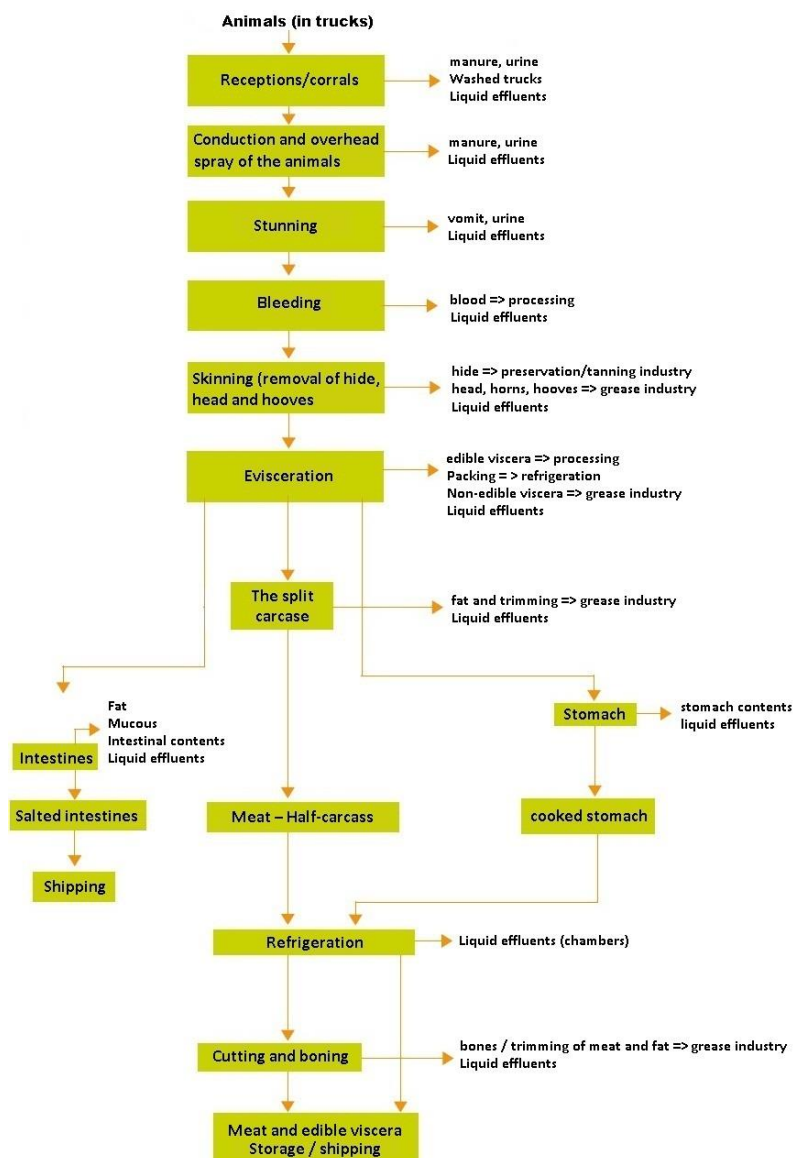 Animals (in trucks)
Receptions/corrals
manure, urine
Washed trucks
Liquid effluents
Conduction and overhead
spray of the animals
manure, urine
Liquid effluents
Stunning
vomit, urine
Liquid effluents
Bleeding
blood => processing
Liquid effluents
Skinning (removal of hide,
head and hooves
hide => preservation/tanning industry
head, horns, hooves => grease industry
Liquid effluents
Evisceration
edible viscera => processing
Packing = > refrigeration
Non-edible viscera => grease industry
Liquid effluents
The split
carcase
fat and trimming => grease industry
Liquid effluents
Fat
Mucous
Intestinal contents
Liquid effluents
Intestines
Stomach
stomach contents
liquid effluents
Salted intestines
Meat – Half-carcass
cooked stomach
Shipping
Refrigeration
Liquid effluents (chambers)
Cutting and boning
bones / trimming of meat and fat => grease industry
Liquid effluents
Meat and edible viscera
Storage / shipping